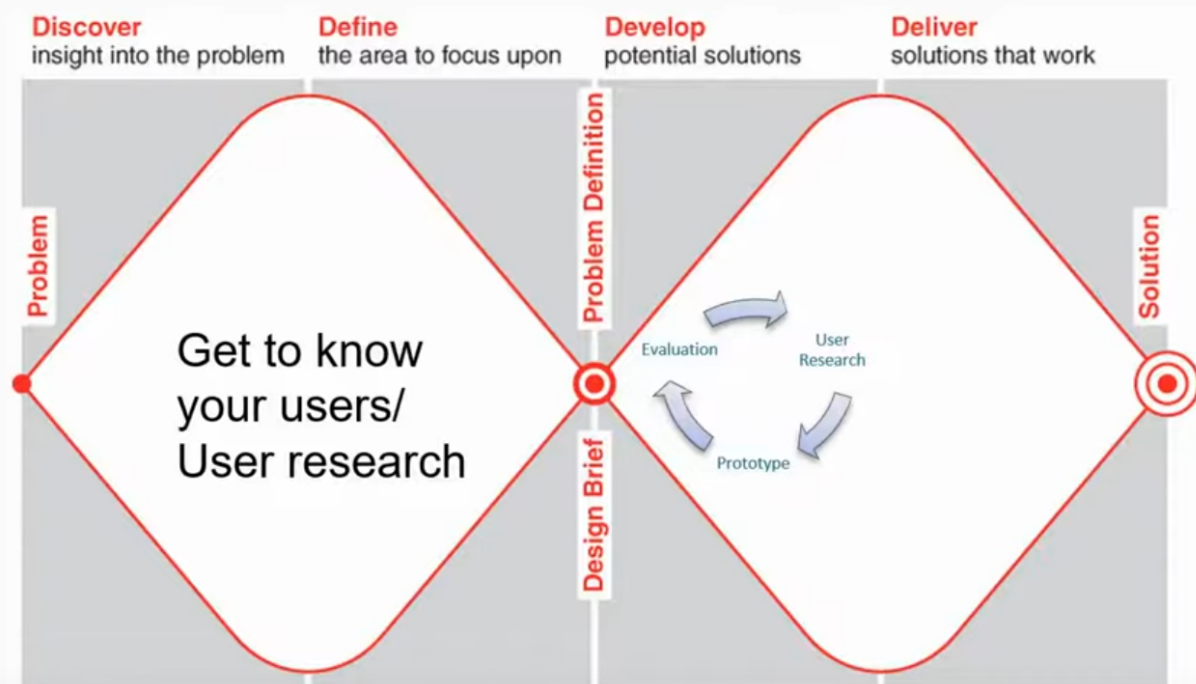 Discover
insight into the problem
Define
the area to focus upon
Develop
potential solutions
Deliver
solutions that work
Problem
Get to know
your users/
User research
Problem Definition
Design Brief
Evaluation
User
Research
Prototype
Solution